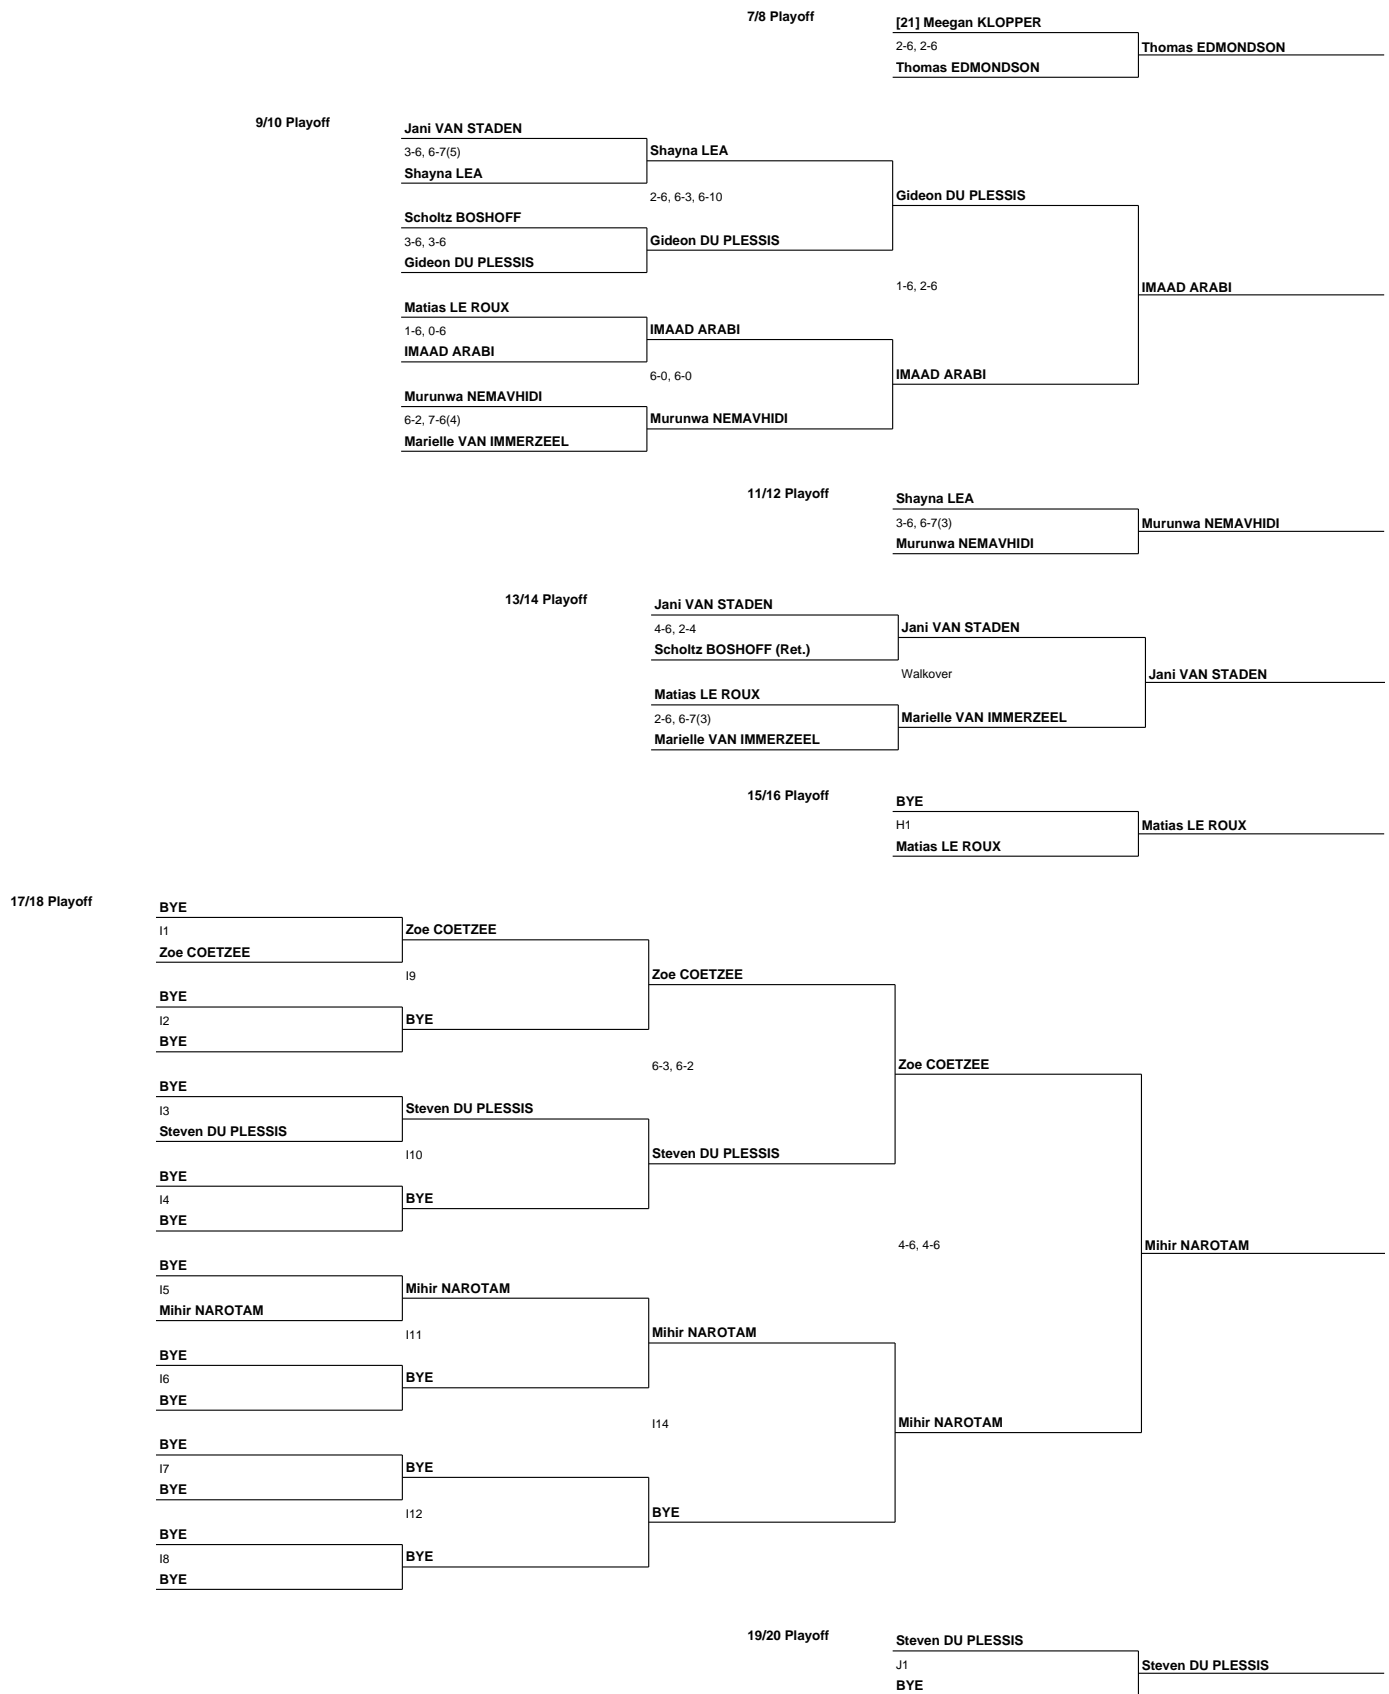 7/8 Playoff
[21] Meegan KLOPPER
2-6, 2-6
Thomas EDMONDSON
Thomas EDMONDSON
9/10 Playoff
Jani VAN STADEN
3-6, 6-7(5)
Shayna LEA
Shayna LEA
2-6, 6-3, 6-10
Gideon DU PLESSIS
Scholtz BOSHOFF
3-6, 3-6
Gideon DU PLESSIS
Gideon DU PLESSIS
1-6, 2-6
IMAAD ARABI
Matias LE ROUX
1-6, 0-6
IMAAD ARABI
IMAAD ARABI
6-0, 6-0
IMAAD ARABI
Murunwa NEMAVHIDI
6-2, 7-6(4)
Murunwa NEMAVHIDI
Marielle VAN IMMERZEEL
11/12 Playoff
Shayna LEA
3-6, 6-7(3)
Murunwa NEMAVHIDI
Murunwa NEMAVHIDI
13/14 Playoff
Jani VAN STADEN
4-6, 2-4
Jani VAN STADEN
Scholtz BOSHOFF (Ret.)
Walkover
Jani VAN STADEN
Matias LE ROUX
2-6, 6-7(3)
Marielle VAN IMMERZEEL
Marielle VAN IMMERZEEL
15/16 Playoff
BYE
H1
Matias LE ROUX
Matias LE ROUX
17/18 Playoff
BYE
I1
Zoe COETZEE
Zoe COETZEE
I9
Zoe COETZEE
BYE
I2
BYE
BYE
6-3, 6-2
Zoe COETZEE
BYE
I3
Steven DU PLESSIS
Steven DU PLESSIS
I10
Steven DU PLESSIS
BYE
I4
BYE
BYE
4-6, 4-6
Mihir NAROTAM
BYE
I5
Mihir NAROTAM
Mihir NAROTAM
I11
Mihir NAROTAM
BYE
I6
BYE
BYE
I14
Mihir NAROTAM
BYE
I7
BYE
BYE
I12
BYE
BYE
I8
BYE
BYE
19/20 Playoff
Steven DU PLESSIS
J1
Steven DU PLESSIS
BYE